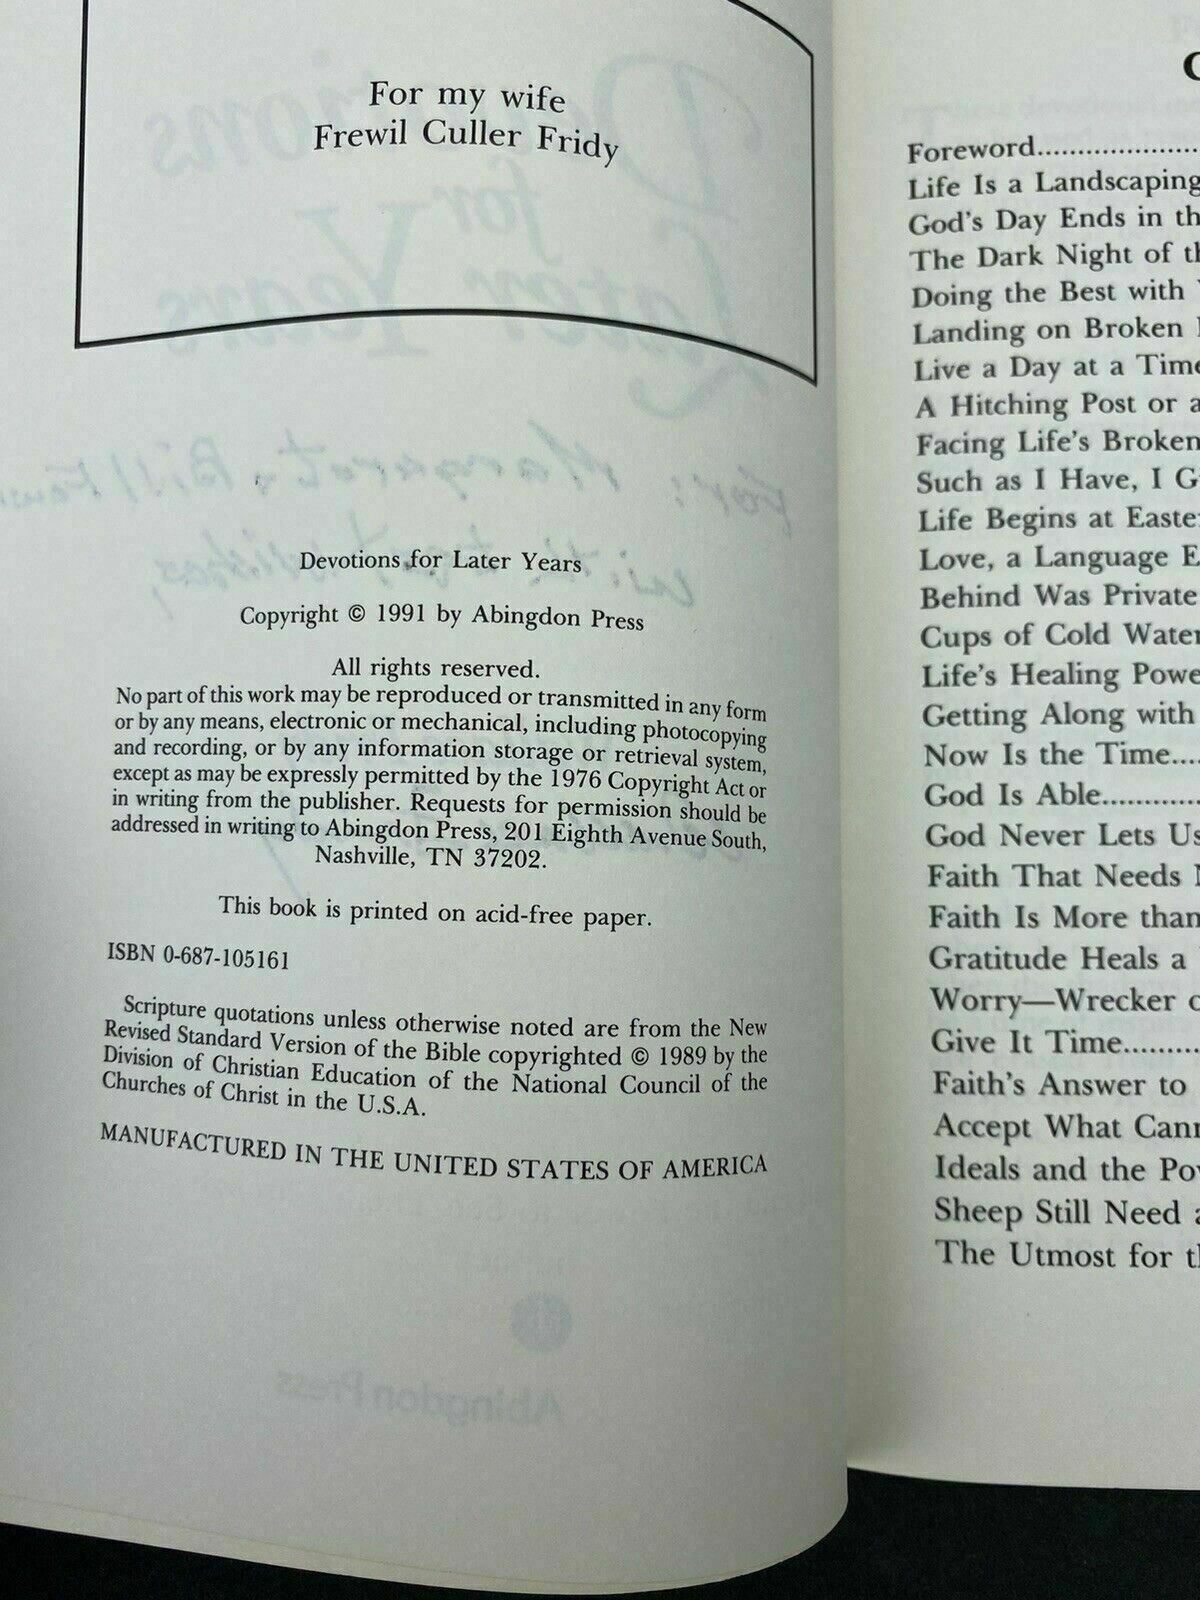 For my wife
Frewil Culler Fridy
Devotions for Later Years
Copyright © 1991 by Abingdon Press
All rights reserved.
No part of this work may be reproduced or transmitted in any form
or by any means, electronic or mechanical, including photocopying
and recording, or by any information storage or retrieval system,
except as may be expressly permitted by the 1976 Copyright Act or
in writing from the publisher. Requests for permission should be
addressed in writing to Abingdon Press, 201 Eighth Avenue South,
Nashville, TN 37202.
This book is printed on acid-free paper.
ISBN 0-687-105161
Scripture quotations unless otherwise noted are from the New
Revised Standard Version of the Bible copyrighted © 1989 by the
Division of Christian Education of the National Council of the
Churches of Christ in the U.S.A.
MANUFACTURED IN THE UNITED STATES OF AMERICA
Abingdon Press
Foreword....................
Life Is a Landscaping
God's Day Ends in
The Dark Night of
Doing the Best with
Landing on Broken
Live a Day at a Time
A Hitching Post or a
Facing Life's Broken
Such as I Have, I
Life Begins at
Love, a Language
Behind Was Private
Cups of Cold Water
Life's Healing
Getting Along with
Now Is the Time....
God Is Able.............
God Never Lets Us
Faith That Needs
Faith Is More than
Gratitude Heals a
Worry—Wrecker
Give It Time..........
Faith's Answer to
Accept What
Ideals and the
Sheep Still Need
The Utmost for